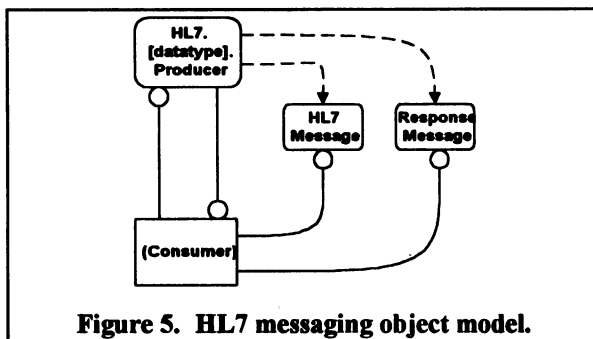 HL7.
[datatype].
Producer
HL7
Message
Response
Message
(Consumer)
Figure 5. HL7 messaging object model.